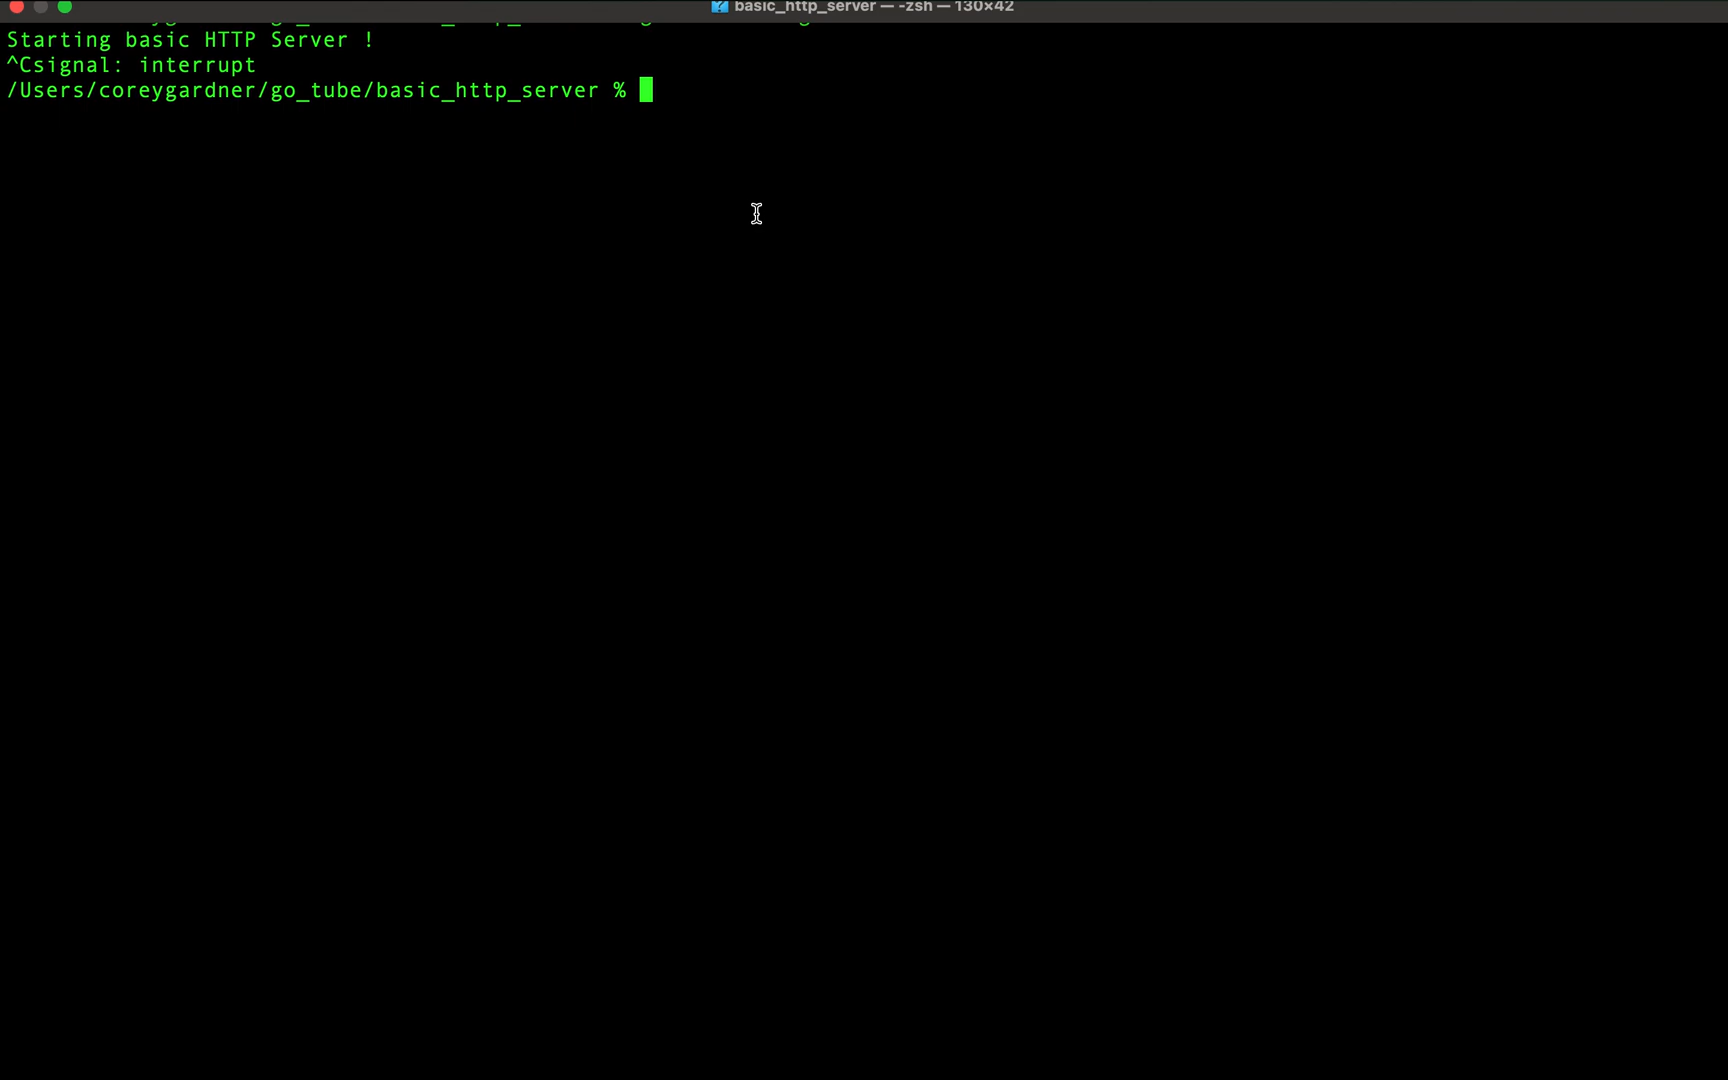 basic_http_server — -zsh — 130×42
Starting basic HTTP Server !
^Csignal: interrupt
/Users/coreygardner/go_tube/basic_http_server %